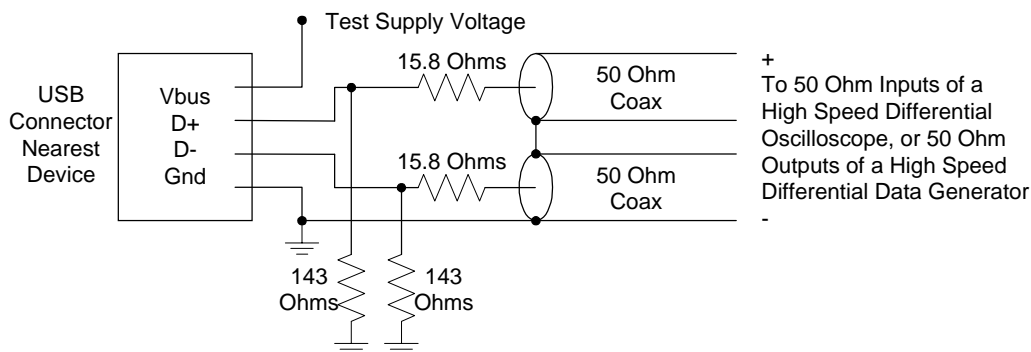 Test Supply Voltage
USB
Connector
Nearest
Device
Vbus
D+
D-
Gnd
15.8 Ohms
50 Ohm
Coax
15.8 Ohms
50 Ohm
Coax
+
To 50 Ohm Inputs of a
High Speed Differential
Oscilloscope, or 50 Ohm
Outputs of a High Speed
Differential Data Generator
-
143
Ohms
143
Ohms